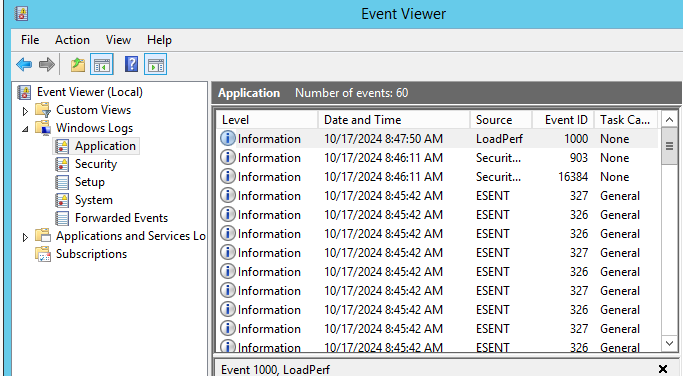 Event Viewer
File Action View Help
Event Viewer (Local)
Custom Views
Windows Logs
Application
Security
Setup
System
Forwarded Events
Applications and Services Lo
Subscriptions
Application Number of events: 60
Level Date and Time Source Event ID Task Ca...
Information 10/17/2024 8:47:50 AM LoadPerf 1000 None
Information 10/17/2024 8:46:11 AM Securit... 903 None
Information 10/17/2024 8:46:11 AM Securit... 16384 None
Information 10/17/2024 8:45:42 AM ESENT 327 General
Information 10/17/2024 8:45:42 AM ESENT 326 General
Information 10/17/2024 8:45:42 AM ESENT 327 General
Information 10/17/2024 8:45:42 AM ESENT 326 General
Information 10/17/2024 8:45:42 AM ESENT 327 General
Information 10/17/2024 8:45:42 AM ESENT 326 General
Information 10/17/2024 8:45:42 AM ESENT 327 General
Information 10/17/2024 8:45:42 AM ESENT 326 General
Information 10/17/2024 8:45:42 AM ESENT 327 General
Event 1000, LoadPerf